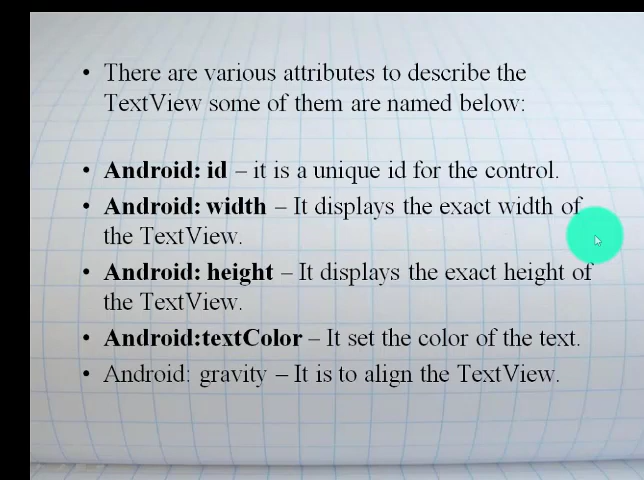 • There are various attributes to describe the
TextView some of them are named below:
• Android: id – it is a unique id for the control.
• Android: width – It displays the exact width of
the TextView.
• Android: height – It displays the exact height of
the TextView.
• Android:textColor – It set the color of the text.
• Android: gravity – It is to align the TextView.